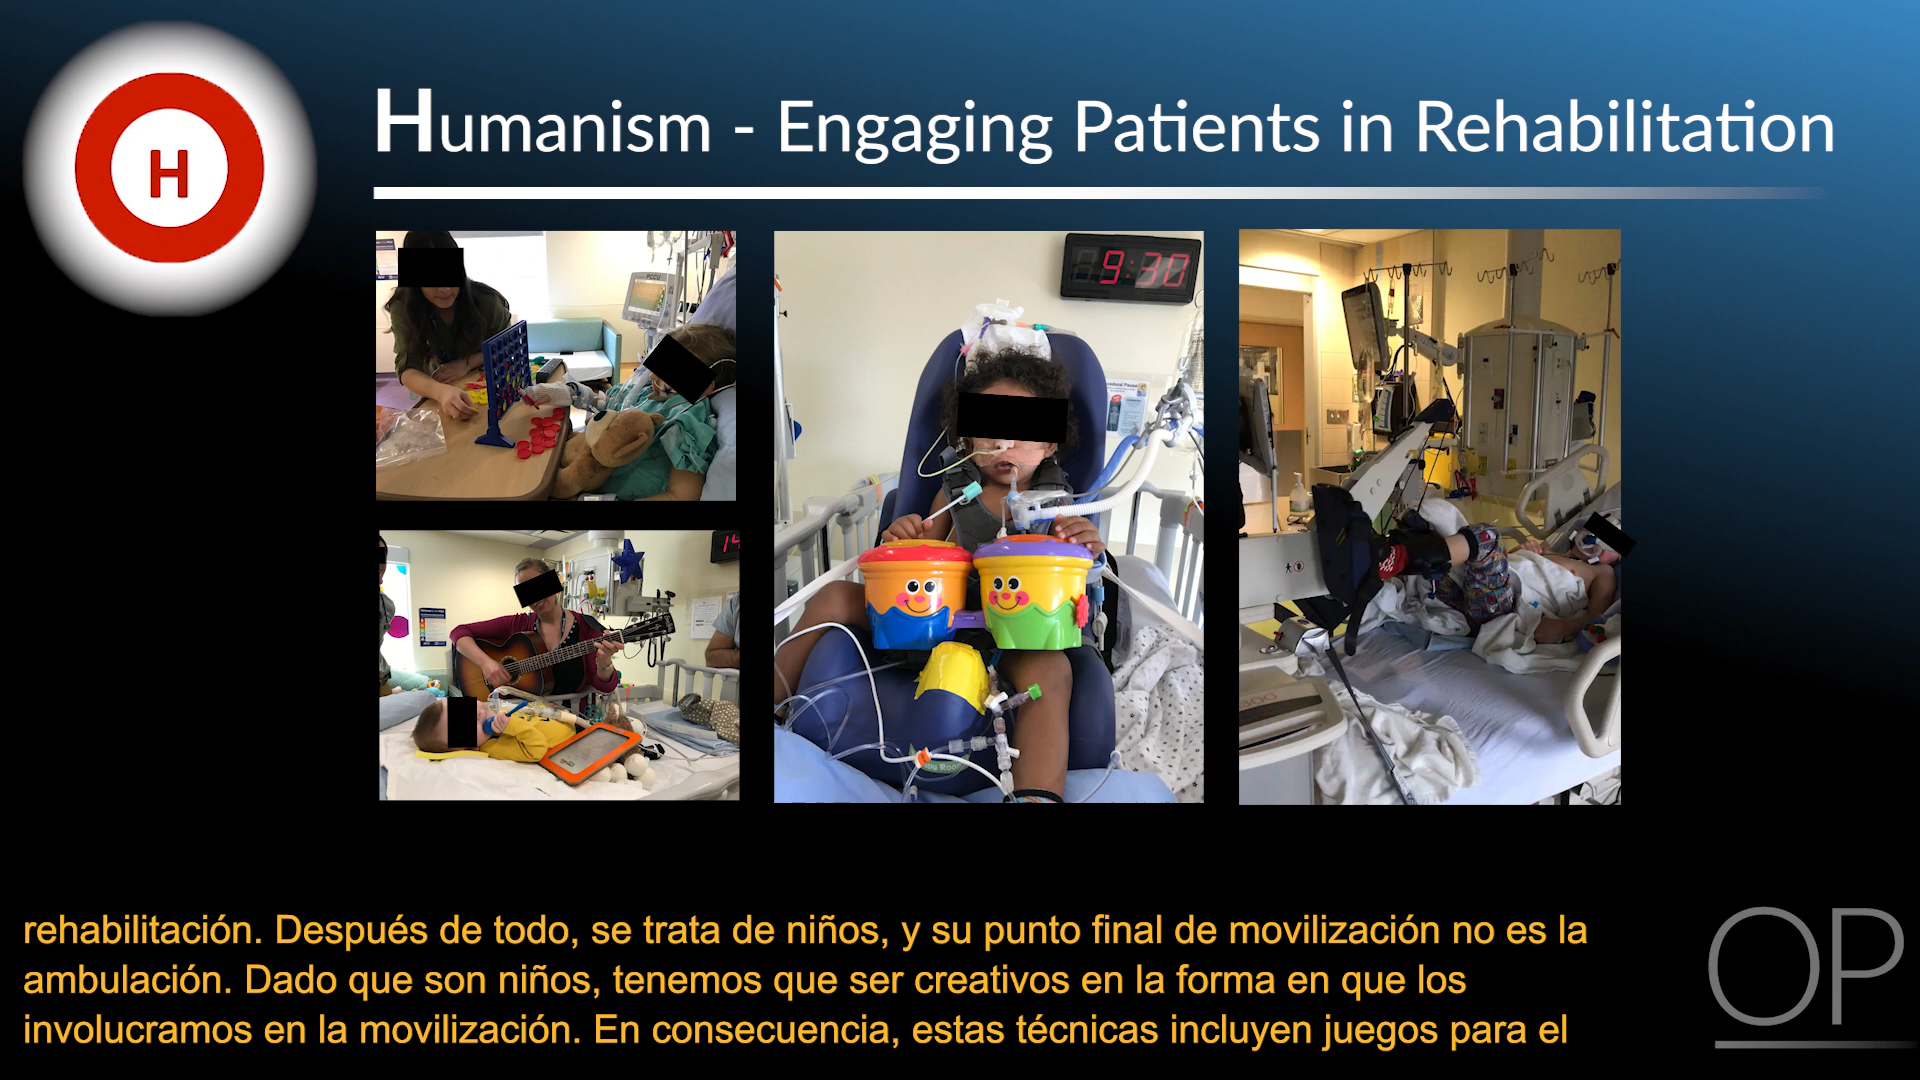 H
Humanism - Engaging Patients in Rehabilitation
PCCU
9:30
14
rehabilitación. Después de todo, se trata de niños, y su punto final de movilización no es la
ambulación. Dado que son niños, tenemos que ser creativos en la forma en que los
involucramos en la movilización. En consecuencia, estas técnicas incluyen juegos para el
OP